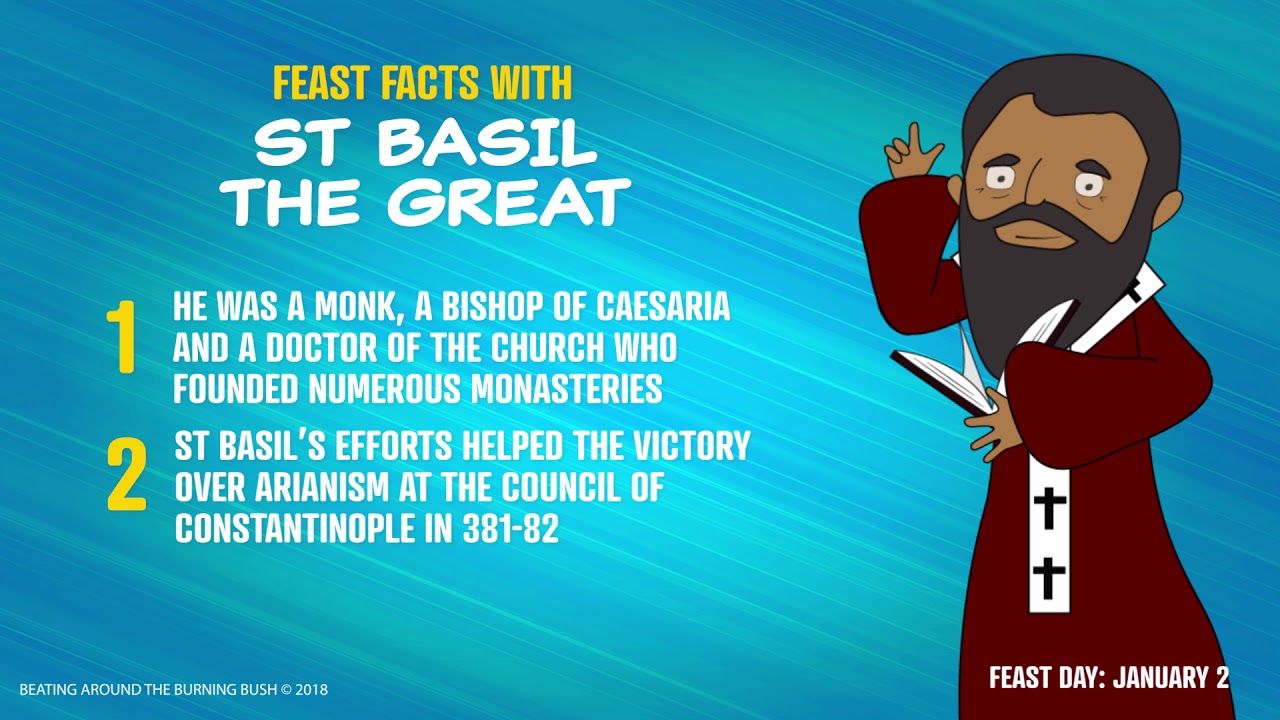 FEAST FACTS WITH
ST BASIL
THE GREAT
1
HE WAS A MONK, A BISHOP OF CAESARIA
AND A DOCTOR OF THE CHURCH WHO
FOUNDED NUMEROUS MONASTERIES
2
ST BASIL'S EFFORTS HELPED THE VICTORY
OVER ARIANISM AT THE COUNCIL OF
CONSTANTINOPLE IN 381-82
FEAST DAY: JANUARY 2
BEATING AROUND THE BURNING BUSH © 2018